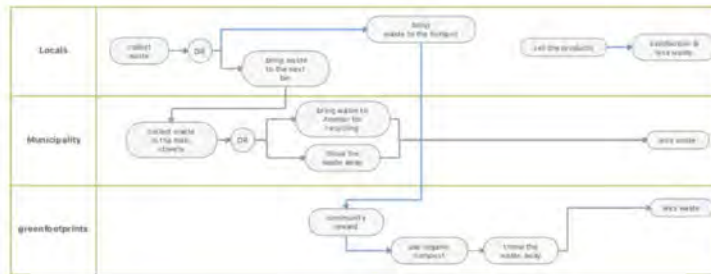 Locals
collect
waste
OR
bring
waste to the hotspot
bring waste
to the next
bin
sell the products
satisfaction &
less waste
Municipality
collect waste
in the bins,
streets
OR
bring waste to
for
recycling
throw the
waste away
less waste
greenfootprints
community
reward
use organic
compost
throw the
waste away
less waste